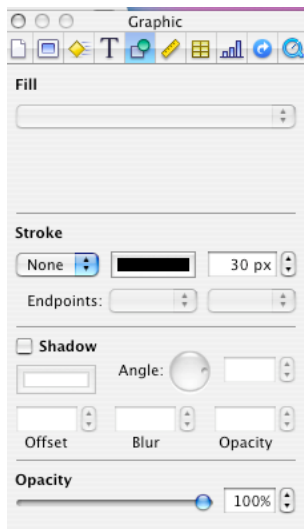 Graphic
T
Fill
Stroke
None 30 px
Endpoints:
Shadow
Angle:
Offset Blur Opacity
Opacity
100%